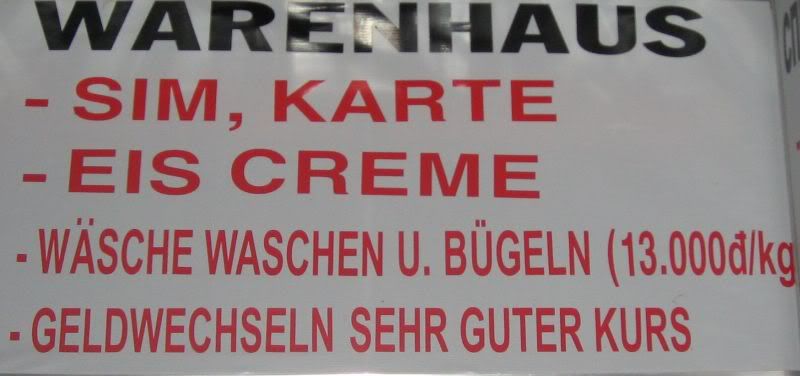 WARENHAUS
- SIM, KARTE
- EIS CREME
- WÄSCHE WASCHEN U. BÜGELN (13.000đ/kg
- GELDWECHSELN SEHR GUTER KURS